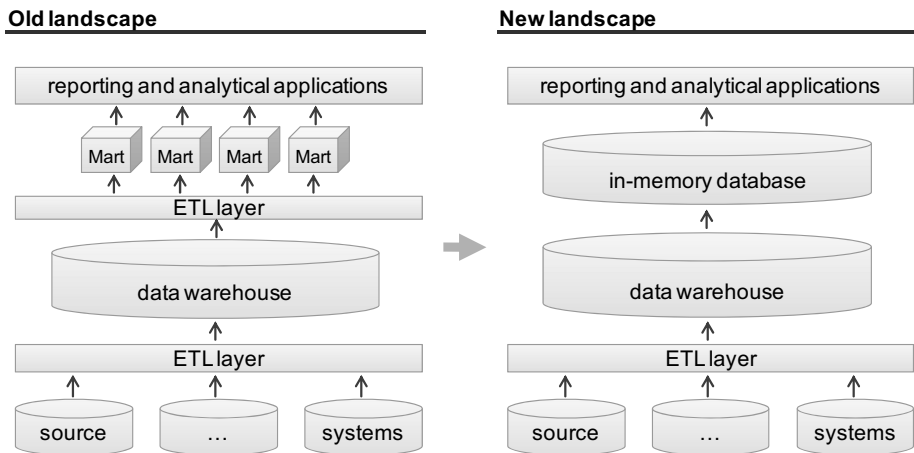 Old landscape
reporting and analytical applications
Mart Mart Mart Mart
ETL layer
data warehouse
ETL layer
source … systems
New landscape
reporting and analytical applications
in-memory database
data warehouse
ETL layer
source … systems